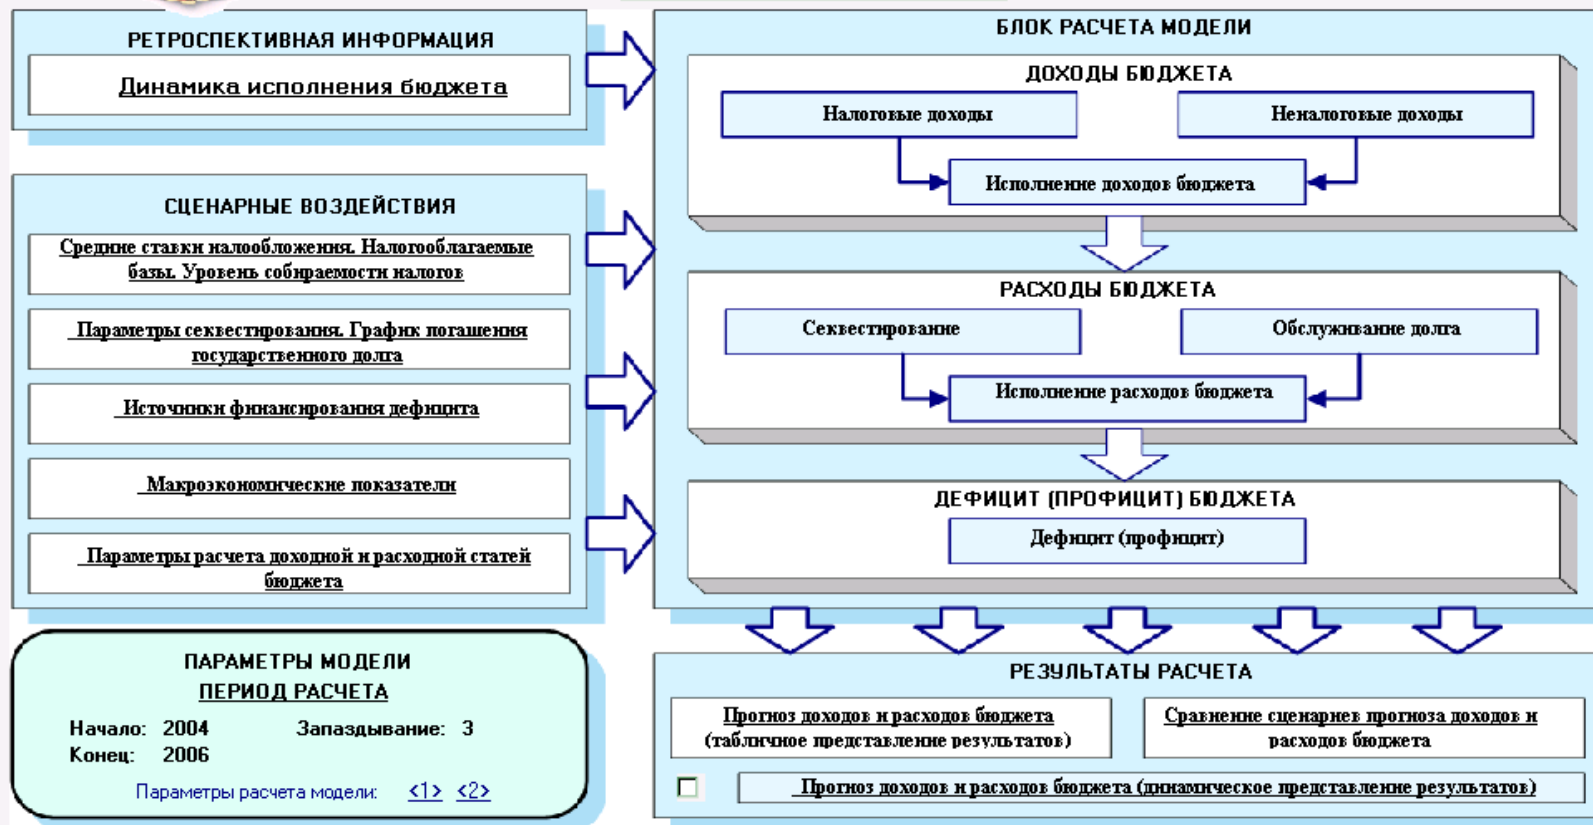 РЕТРОСПЕКТИВНАЯ ИНФОРМАЦИЯ
Динамика исполнения бюджета
СЦЕНАРНЫЕ ВОЗДЕЙСТВИЯ
Средние ставки налообложения. Налогооблагаемые
базы. Уровень собираемости налогов
Параметры секвестирования. График погашения
государственного долга
Источники финансирования дефицита
Макроэкономические показатели
Параметры расчета доходной и расходной статей
бюджета
ПАРАМЕТРЫ МОДЕЛИ
ПЕРИОД РАСЧЕТА
Начало: 2004 Запаздывание: 3
Конец: 2006
Параметры расчета модели: <1> <2>
БЛОК РАСЧЕТА МОДЕЛИ
ДОХОДЫ БЮДЖЕТА
Налоговые доходы
Неналоговые доходы
Исполнение доходов бюджета
РАСХОДЫ БЮДЖЕТА
Секвестирование
Обслуживание долга
Исполнение расходов бюджета
ДЕФИЦИТ (ПРОФИЦИТ) БЮДЖЕТА
Дефицит (профицит)
РЕЗУЛЬТАТЫ РАСЧЕТА
Прогноз доходов и расходов бюджета
(табличное представление результатов)
Сравнение сценариев прогноза доходов и
расходов бюджета
Прогноз доходов и расходов бюджета (динамическое представление результатов)